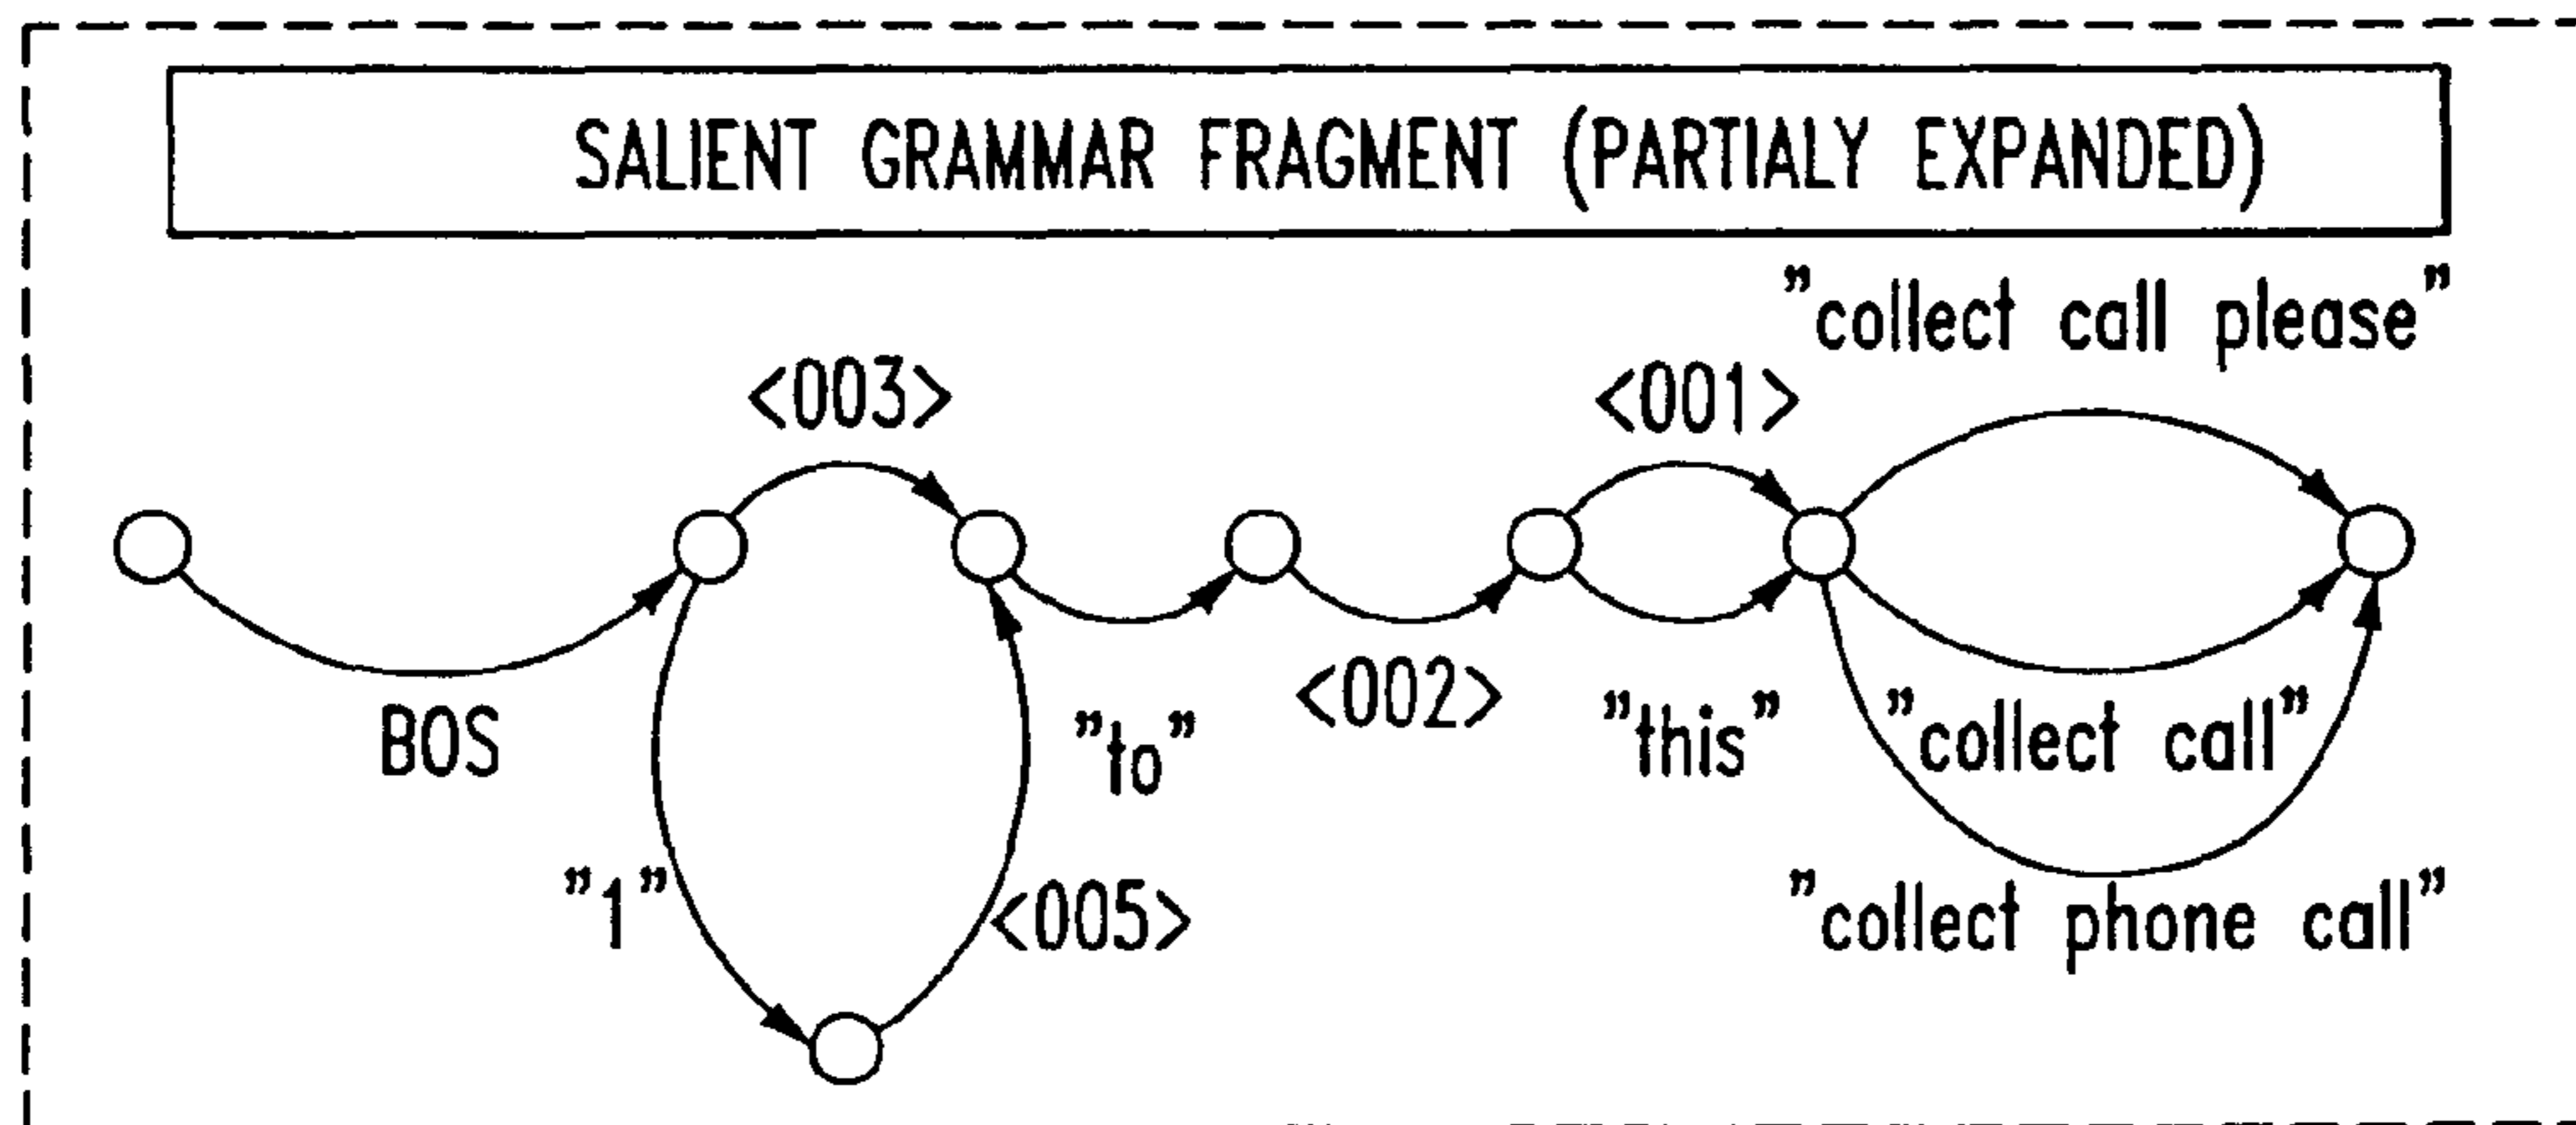 SALIENT GRAMMAR FRAGMENT (PARTIALY EXPANDED)
"collect call please"
<003>
<001>
BOS
"to"
<002>
"this"
"collect call"
"1"
<005>
"collect phone call"